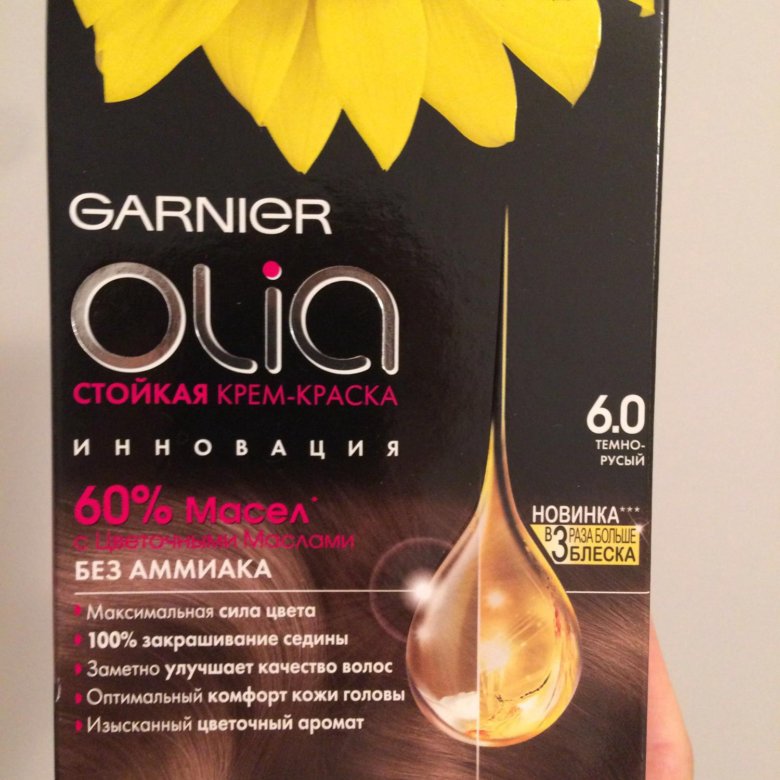 GARNIER
OLIA
СТОЙКАЯ КРЕМ-КРАСКА
ИННОВАЦИЯ
6.0
ТЕМНО-
РУСЫЙ
60% Масел*
с Цветочными Маслами
БЕЗ АММИАКА
НОВИНКА***
В 3 РАЗА БОЛЬШЕ
БЛЕСКА
Максимальная сила цвета
100% закрашивание седины
Заметно улучшает качество волос
Оптимальный комфорт кожи головы
Изысканный цветочный аромат